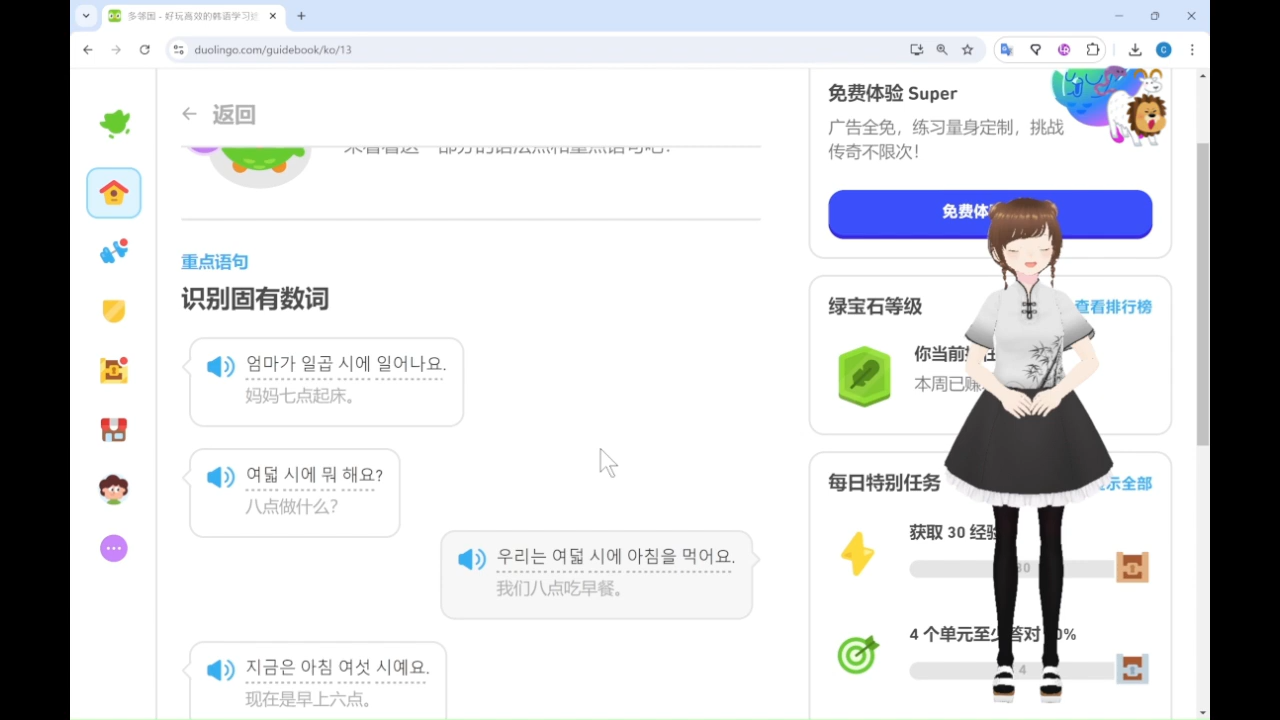 多邻国 - 好玩高效的韩语学习
duolingo.com/guidebook/ko/13
C
返回
重点语句
识别固有数词
엄마가 일곱 시에 일어나요.
妈妈七点起床。
여덟 시에 뭐 해요?
八点做什么？
우리는 여덟 시에 아침을 먹어요.
我们八点吃早餐。
지금은 아침 여섯 시예요.
现在是早上六点。
免费体验 Super
广告全免，练习量身定制，挑战
传奇不限次！
免费体
绿宝石等级
查看排行榜
你当前
本周已赚
每日特别任务
示全部
获取 30 经
30
4 个单元至少答对
0%
4